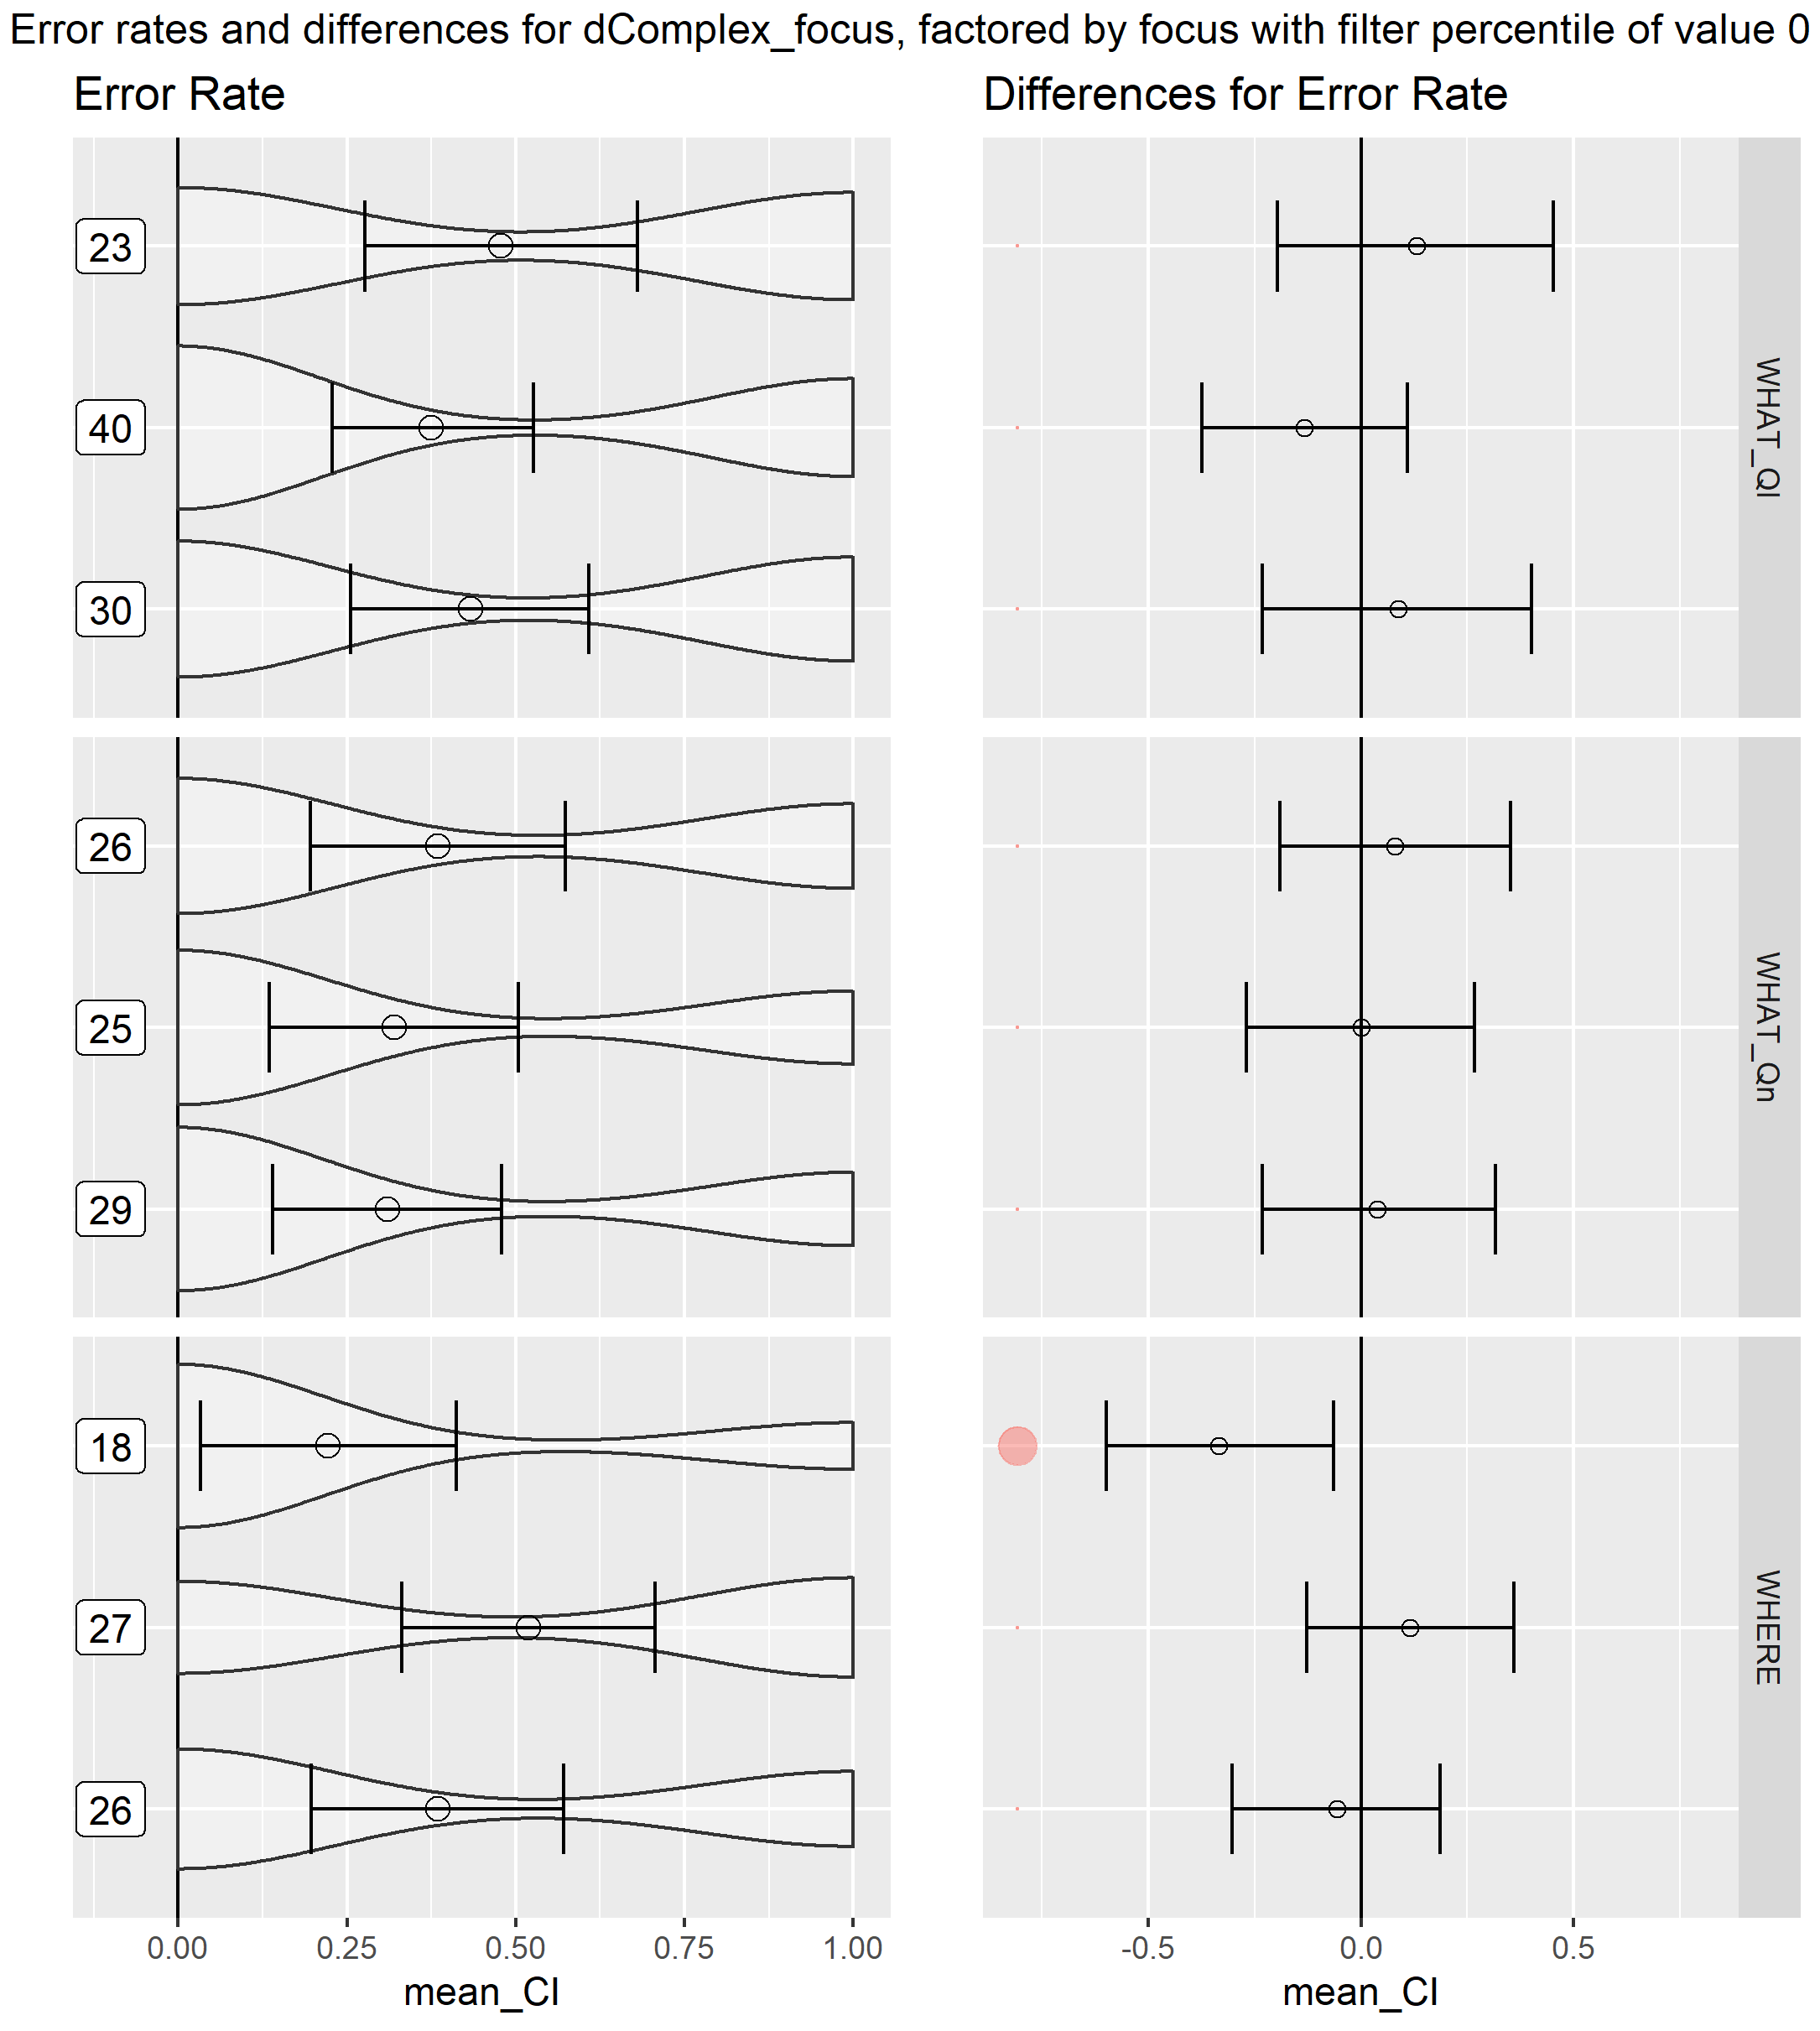 Error rates and differences for dComplex_focus, factored by focus with filter percentile of value 0
Error Rate
Differences for Error Rate
23
40
30
WHAT_Ql
26
25
29
WHAT_Qn
18
27
26
WHERE
0.00 0.25 0.50 0.75 1.00
mean_CI
-0.5 0.0 0.5
mean_CI